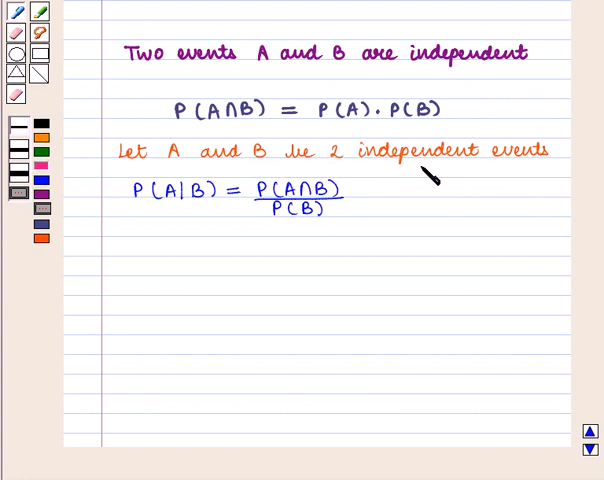 Two events A and B are independent
P(A∩B) = P(A) . P(B)
Let A and B be 2 independent events
P(A|B) = P(A∩B) / P(B)